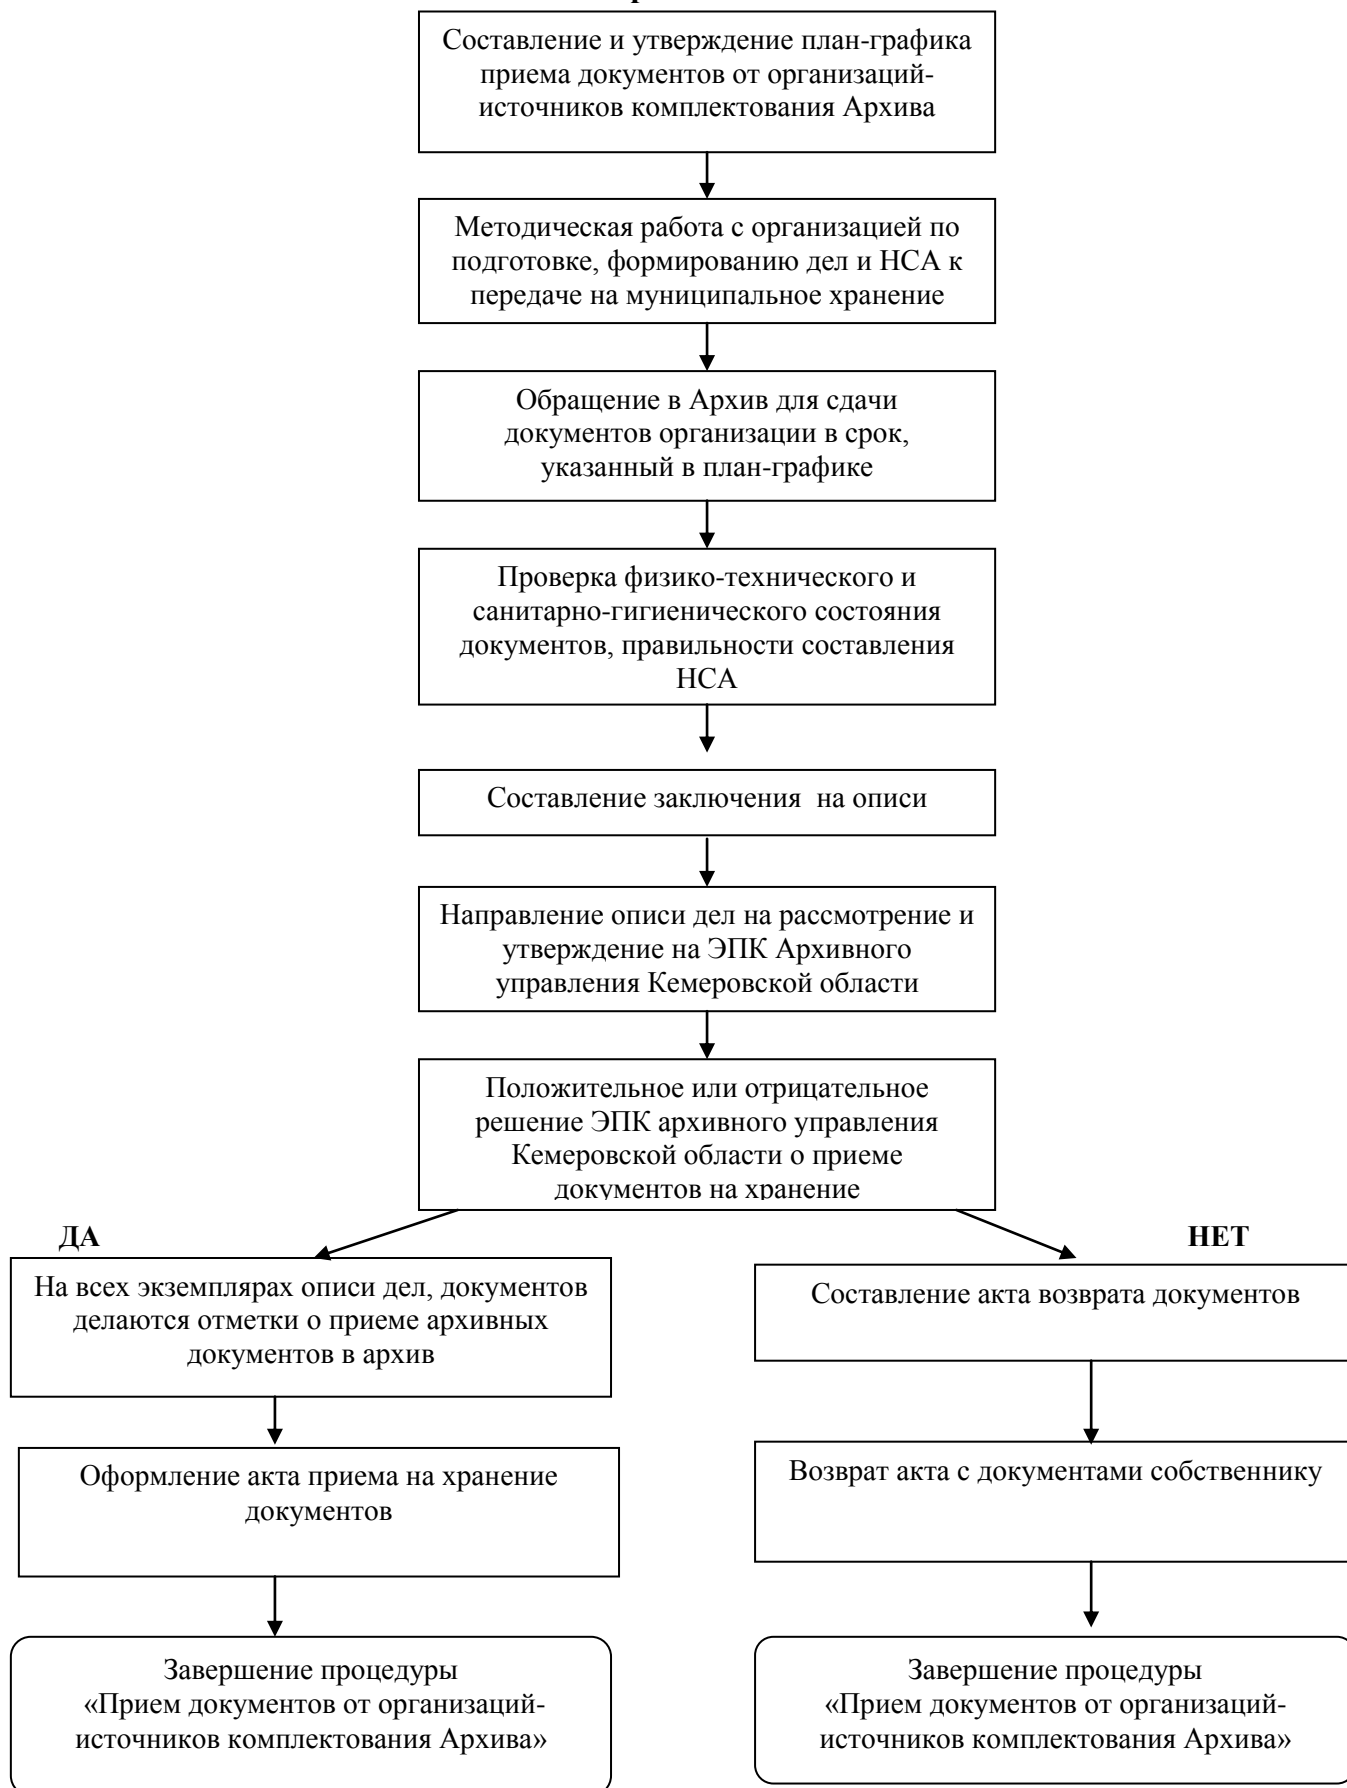 Составление и утверждение план-графика
приема документов от организаций-
источников комплектования Архива
Методическая работа с организацией по
подготовке, формированию дел и НСА к
передаче на муниципальное хранение
Обращение в Архив для сдачи
документов организации в срок,
указанный в план-графике
Проверка физико-технического и
санитарно-гигиенического состояния
документов, правильности составления
НСА
Составление заключения  на описи
Направление описи дел на рассмотрение и
утверждение на ЭПК Архивного
управления Кемеровской области
Положительное или отрицательное
решение ЭПК архивного управления
Кемеровской области о приеме
документов на хранение
ДА
На всех экземплярах описи дел, документов
делаются отметки о приеме архивных
документов в архив
Оформление акта приема на хранение
документов
Завершение процедуры
«Прием документов от организаций-
источников комплектования Архива»
НЕТ
Составление акта возврата документов
Возврат акта с документами собственнику
Завершение процедуры
«Прием документов от организаций-
источников комплектования Архива»